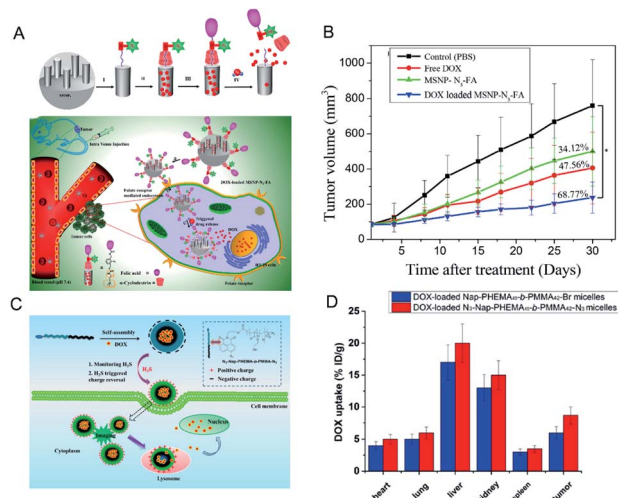 A
MSNPs
I
II
III
IV
Tumor
Intra Venue Injection
DOX-loaded MSNP-N3-FA
Folate receptor
mediated endocytosis
triggered
drug release
DOX
Tumor cells
Folic acid
α-Cyclodextrin
Blood vessel (pH 7.4)
Folate receptor
B
Control (PBS)
Free DOX
MSNP- N3-FA
DOX loaded MSNP-N3-FA
Tumor volume (mm³)
1000
800
600
400
200
0
34.12%
47.56%
68.77%
*
5
10
15
20
25
30
Time after treatment (Days)
C
Self-assembly
DOX
1. Monitoring H2S
2. H2S triggered
charge reversal
H2S
N3-Nap-PHEMA-b-PMMA-N3
Positive charge
Negative charge
Cell membrane
Imaging
Nucleus
Cytoplasm
Lysosome
D
DOX-loaded Nap-PHEMA45-b-PMMA42-Br micelles
DOX-loaded N3-Nap-PHEMA45-b-PMMA42-N3 micelles
DOX uptake (% ID/g)
25
20
15
10
5
0
heart
lung
liver
kidney
spleen
tumor